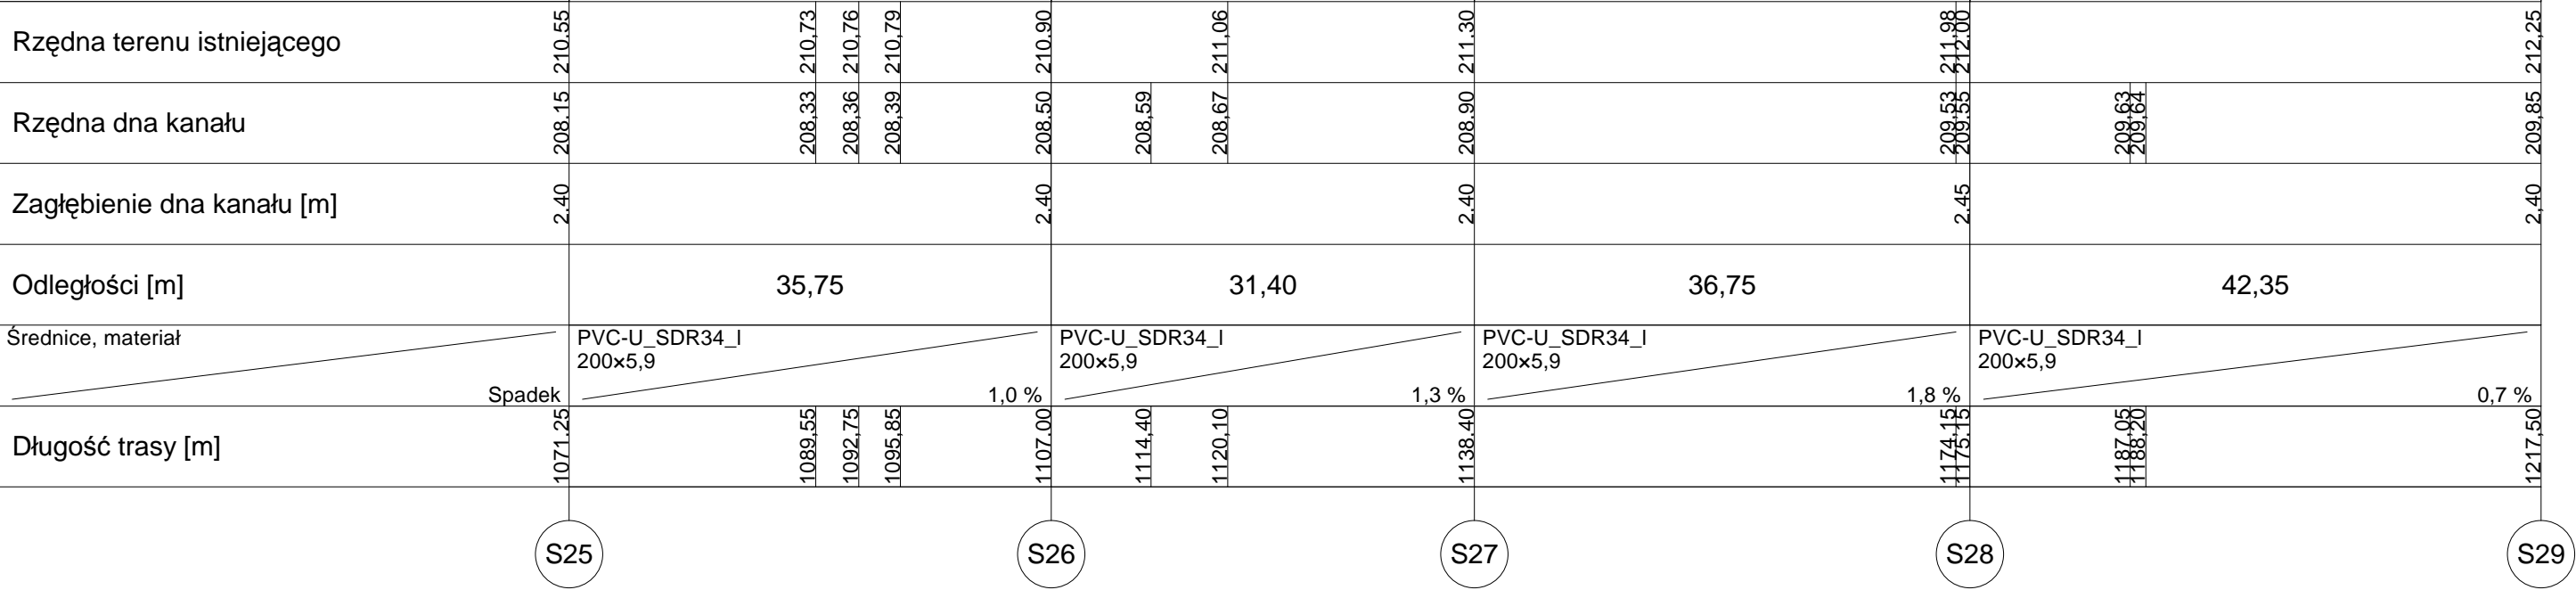 Rzędna terenu istniejącego 210.55 210,73 210,76 210,79 210.90 211,06 211.30 211,98 212.00 212,25
Rzędna dna kanału 208.15 208,33 208,36 208,39 208.50 208,59 208,67 208.90 209,53 209.55 209,63 209,64 209,85
Zagłębienie dna kanału [m] 2.40 2.40 2.40 2.45 2,40
Odległości [m] 35,75 31,40 36,75 42,35
Średnice, materiał PVC-U_SDR34_I PVC-U_SDR34_I PVC-U_SDR34_I PVC-U_SDR34_I
200×5,9 200×5,9 200×5,9 200×5,9
Spadek 1,0 % 1,3 % 1,8 % 0,7 %
Długość trasy [m] 1071.25 1089,55 1092,75 1095,85 1107.00 1114,40 1120,10 1138.40 1174,15 1175.15 1187,05 1188,20 1217,50
S25 S26 S27 S28 S29